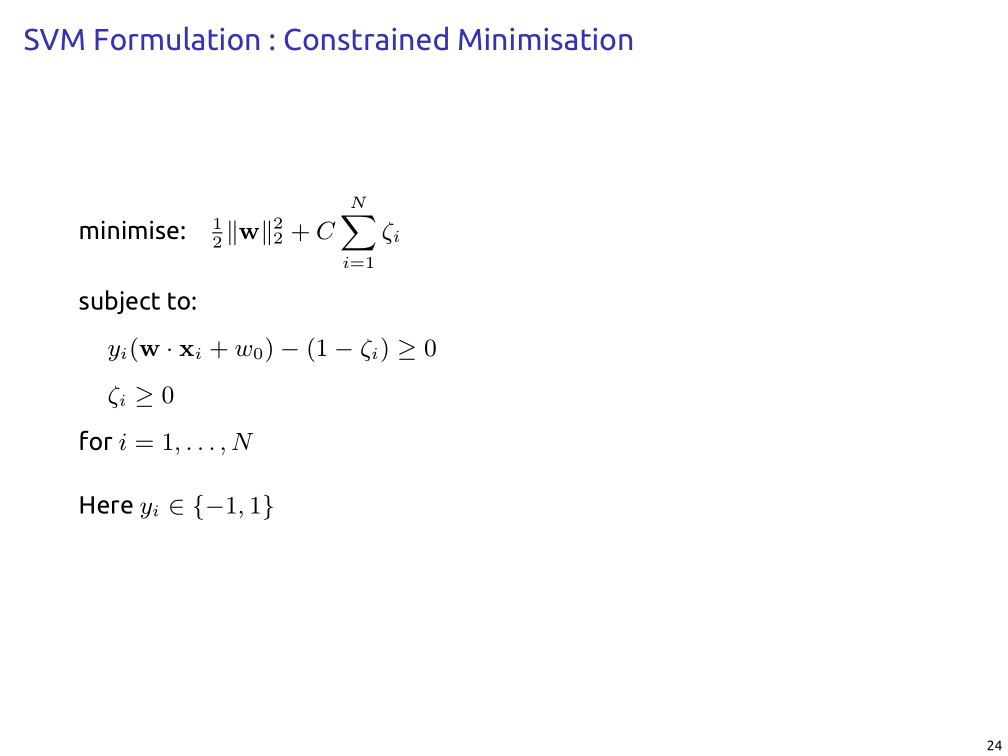 SVM Formulation : Constrained Minimisation
minimise: $\frac{1}{2}\|\mathbf{w}\|_2^2 + C \sum_{i=1}^{N} \zeta_i$
subject to:
$y_i(\mathbf{w} \cdot \mathbf{x}_i + w_0) - (1 - \zeta_i) \geq 0$
$\zeta_i \geq 0$
for $i = 1, \ldots, N$
Here $y_i \in \{-1, 1\}$
24